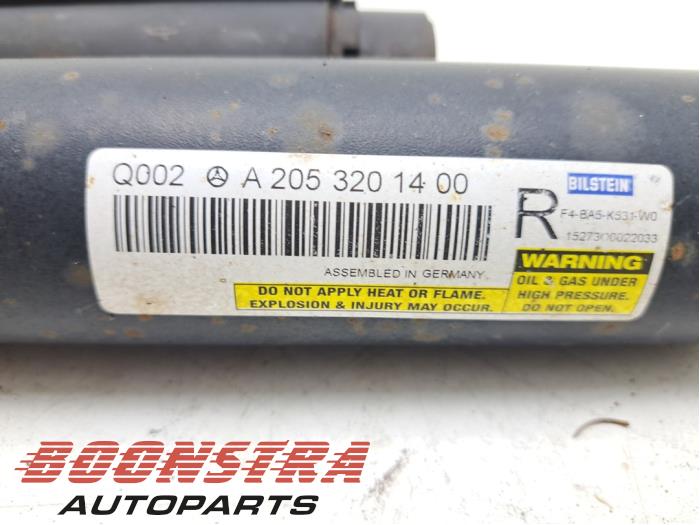 Q002 A 205 320 14 00
BILSTEIN
R
F4-BA5-K531-W0
15273O0022033
ASSEMBLED IN GERMANY.
WARNING
OIL & GAS UNDER
HIGH PRESSURE.
DO NOT OPEN.
DO NOT APPLY HEAT OR FLAME.
EXPLOSION & INJURY MAY OCCUR.
BOONSTRA
AUTOPARTS